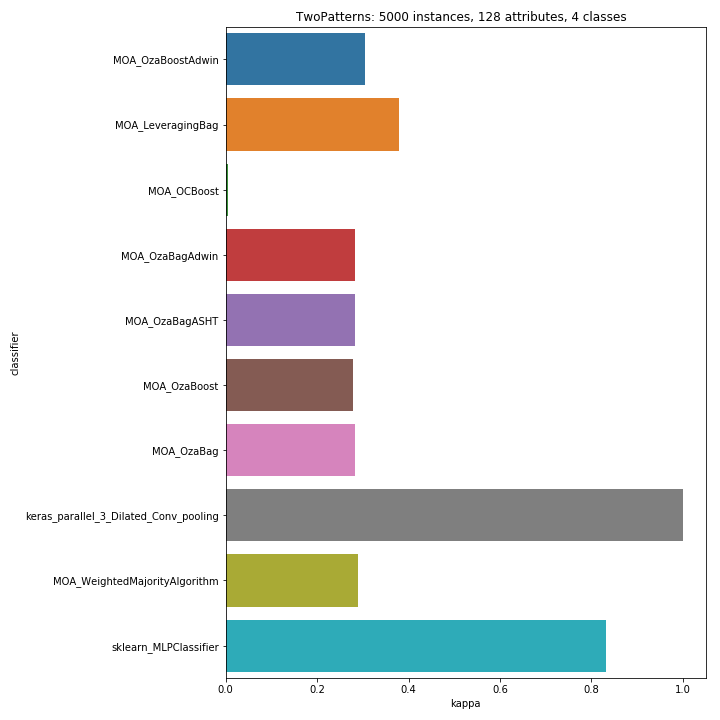 TwoPatterns: 5000 instances, 128 attributes, 4 classes
classifier
MOA_OzaBoostAdwin
MOA_LeveragingBag
MOA_OCBoost
MOA_OzaBagAdwin
MOA_OzaBagASHT
MOA_OzaBoost
MOA_OzaBag
keras_parallel_3_Dilated_Conv_pooling
MOA_WeightedMajorityAlgorithm
sklearn_MLPClassifier
0.0 0.2 0.4 0.6 0.8 1.0
kappa